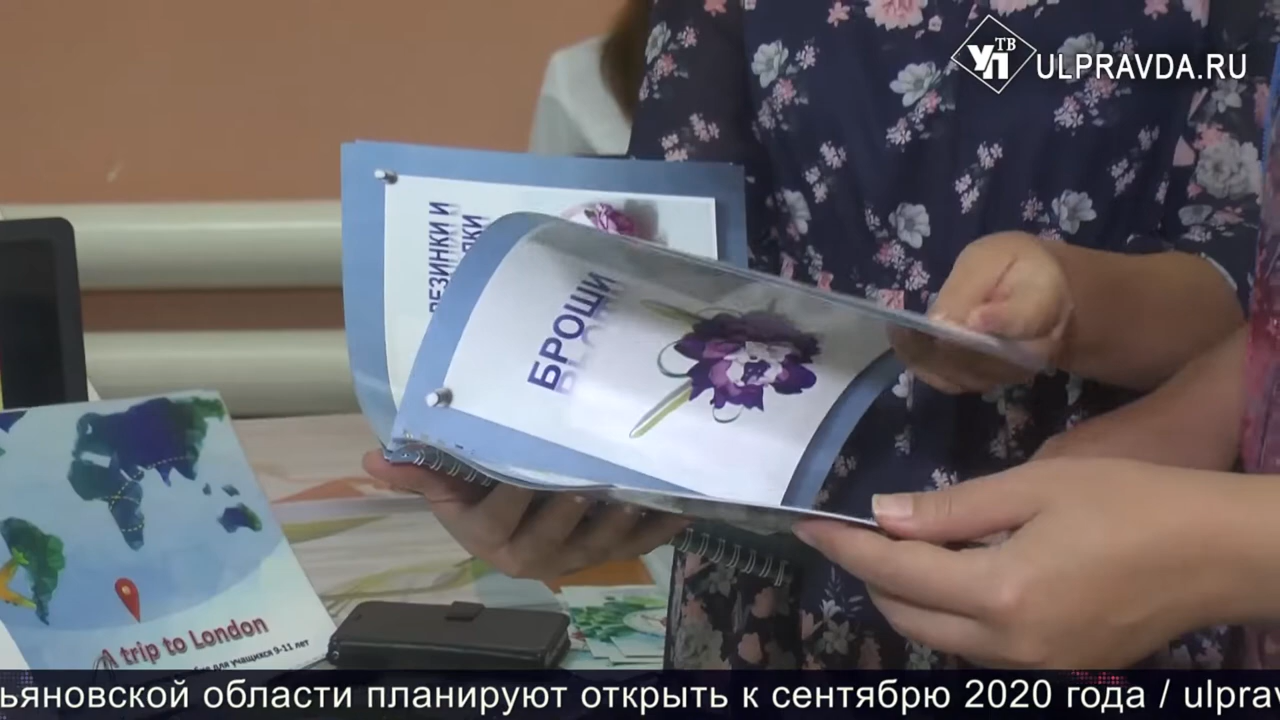 УП ТВ
ULPRAVDA.RU
РЕЗИНКИ И
БРОШИ
A trip to London
для учащихся 9-11 лет
ьяновской области планируют открыть к сентябрю 2020 года / ulprav